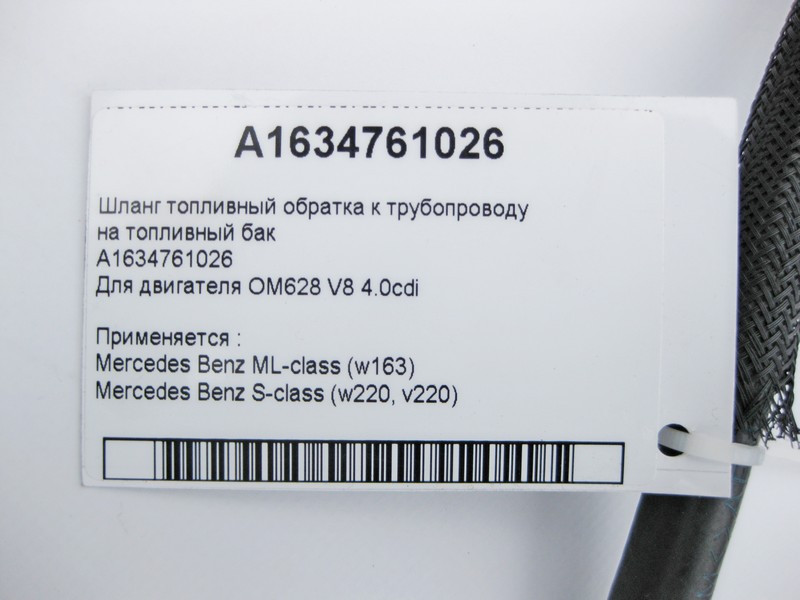 A1634761026
Шланг топливный обратка к трубопроводу
на топливный бак
A1634761026
Для двигателя OM628 V8 4.0cdi
Применяется :
Mercedes Benz ML-class (w163)
Mercedes Benz S-class (w220, v220)